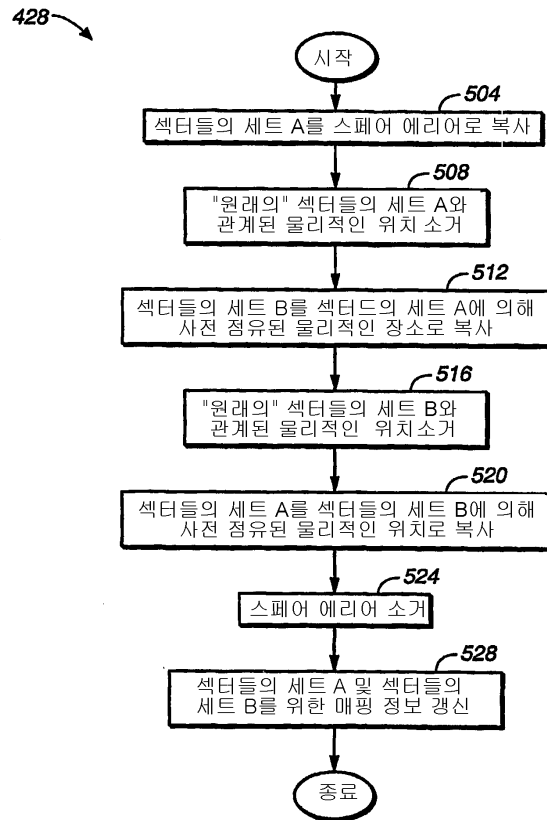 428
시작
504
섹터들의 세트 A를 스페어 에리어로 복사
508
"원래의" 섹터들의 세트 A와
관계된 물리적인 위치 소거
512
섹터들의 세트 B를 섹터드의 세트 A에 의해
사전 점유된 물리적인 장소로 복사
516
"원래의" 섹터들의 세트 B와
관계된 물리적인 위치소거
520
섹터들의 세트 A를 섹터들의 세트 B에 의해
사전 점유된 물리적인 위치로 복사
524
스페어 에리어 소거
528
섹터들의 세트 A 및 섹터들의
세트 B를 위한 매핑 정보 갱신
종료